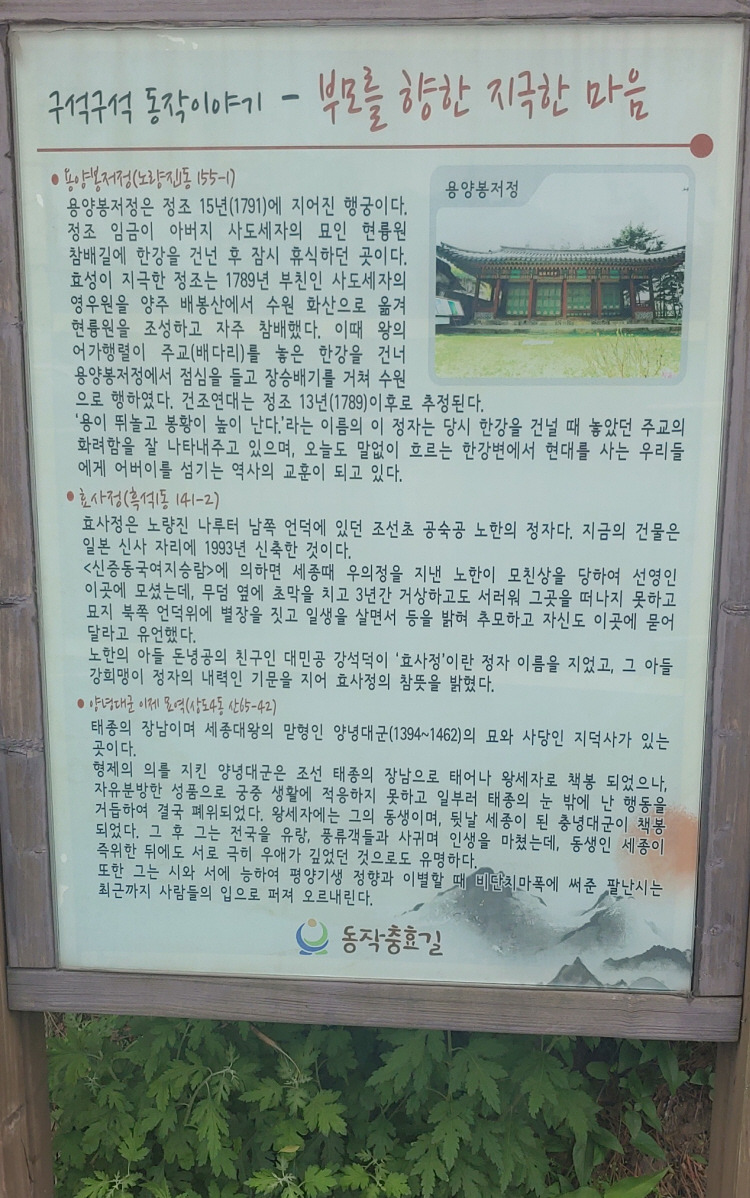 구석구석 동작이야기 - 부모를 향한 지극한 마음
용양봉저정(노량진동 155-1)
용양봉저정은 정조 15년(1791)에 지어진 행궁이다.
정조 임금이 아버지 사도세자의 묘인 현륭원
참배길에 한강을 건넌 후 잠시 휴식하던 곳이다.
효성이 지극한 정조는 1789년 부친인 사도세자의
영우원을 양주 배봉산에서 수원 화산으로 옮겨
현륭원을 조성하고 자주 참배했다. 이때 왕의
어가행렬이 주교(배다리)를 놓은 한강을 건너
용양봉저정에서 점심을 들고 장승배기를 거쳐 수원
으로 행하였다. 건조연대는 정조 13년(1789)이후로 추정된다.
'용이 뛰놀고 봉황이 높이 난다.'라는 이름의 이 정자는 당시 한강을 건널 때 놓았던 주교의
화려함을 잘 나타내주고 있으며, 오늘도 말없이 흐르는 한강변에서 현대를 사는 우리들
에게 어버이를 섬기는 역사의 교훈이 되고 있다.
용양봉저정
효사정(흑석1동 141-2)
효사정은 노량진 나루터 남쪽 언덕에 있던 조선초 공숙공 노한의 정자다. 지금의 건물은
일본 신사 자리에 1993년 신축한 것이다.
<신증동국여지승람>에 의하면 세종때 우의정을 지낸 노한이 모친상을 당하여 선영인
이곳에 모셨는데, 무덤 옆에 초막을 치고 3년간 거상하고도 서러워 그곳을 떠나지 못하고
묘지 북쪽 언덕위에 별장을 짓고 일생을 살면서 등을 밝혀 추모하고 자신도 이곳에 묻어
달라고 유언했다.
노한의 아들 돈녕공의 친구인 대민공 강석덕이 '효사정'이란 정자 이름을 지었고, 그 아들
강희맹이 정자의 내력인 기문을 지어 효사정의 참뜻을 밝혔다.
양녕대군 이제 묘역(상도4동 산65-42)
태종의 장남이며 세종대왕의 맏형인 양녕대군(1394~1462)의 묘와 사당인 지덕사가 있는
곳이다.
형제의 의를 지킨 양녕대군은 조선 태종의 장남으로 태어나 왕세자로 책봉 되었으나,
자유분방한 성품으로 궁중 생활에 적응하지 못하고 일부러 태종의 눈 밖에 난 행동을
거듭하여 결국 폐위되었다. 왕세자에는 그의 동생이며, 뒷날 세종이 된 충녕대군이 책봉
되었다. 그 후 그는 전국을 유랑, 풍류객들과 사귀며 인생을 마쳤는데, 동생인 세종이
즉위한 뒤에도 서로 극히 우애가 깊었던 것으로도 유명하다.
또한 그는 시와 서에 능하여 평양기생 정향과 이별할 때 비단치마폭에 써준 팔난시는
최근까지 사람들의 입으로 퍼져 오르내린다.
동작충효길